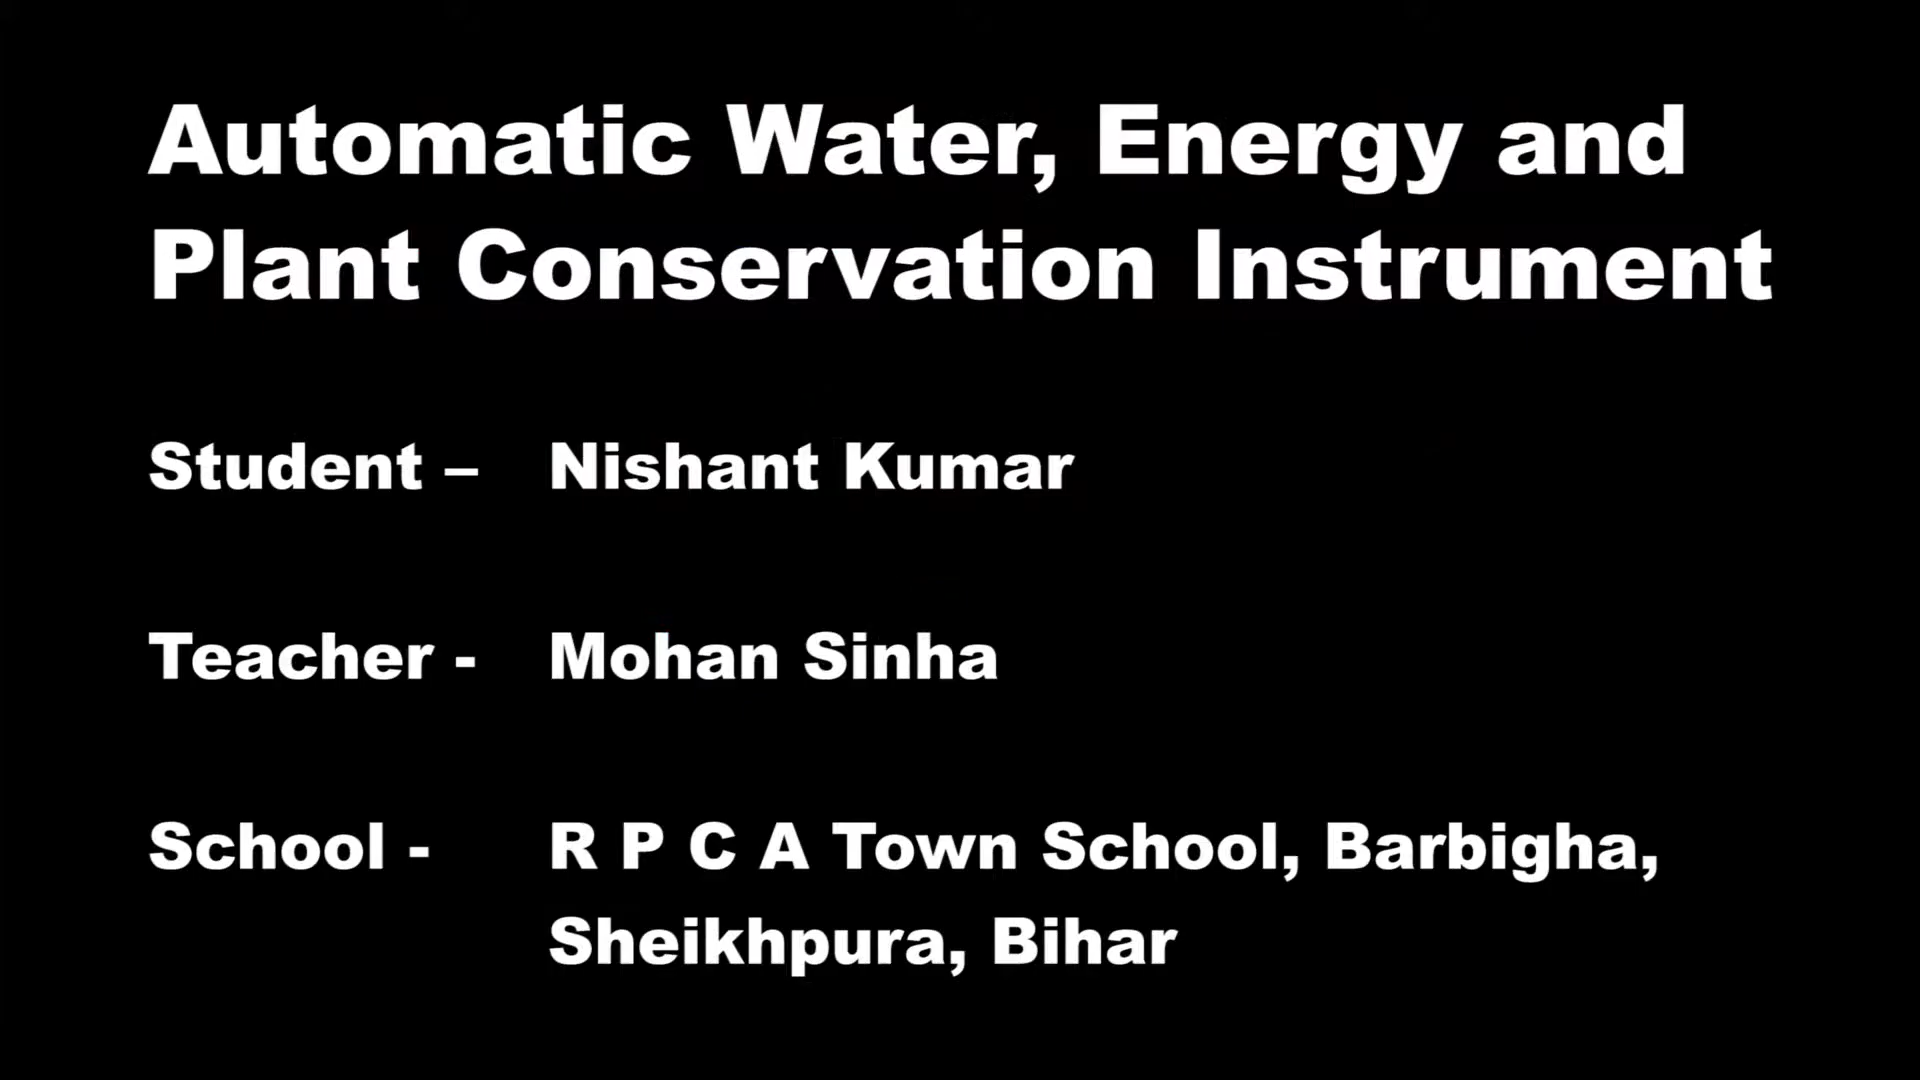 Automatic Water, Energy and
Plant Conservation Instrument
Student – Nishant Kumar
Teacher - Mohan Sinha
School - R P C A Town School, Barbigha,
Sheikhpura, Bihar